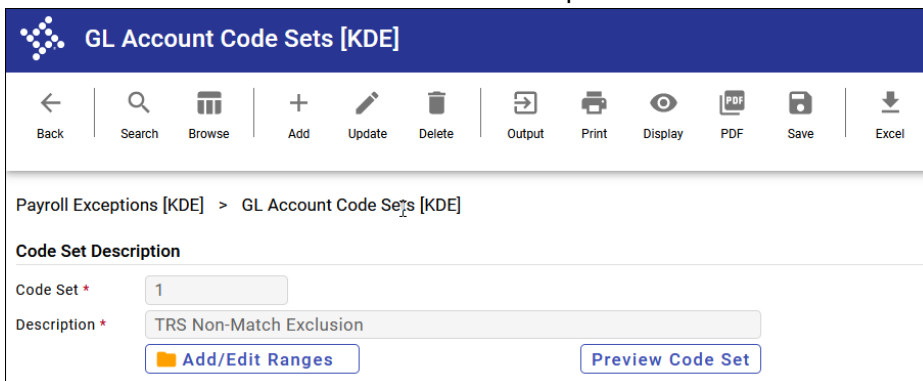 GL Account Code Sets [KDE]
Back Search Browse Add Update Delete Output Print Display PDF Save Excel
Payroll Exceptions [KDE] > GL Account Code Sets [KDE]
Code Set Description
Code Set * 1
Description * TRS Non-Match Exclusion
Add/Edit Ranges Preview Code Set